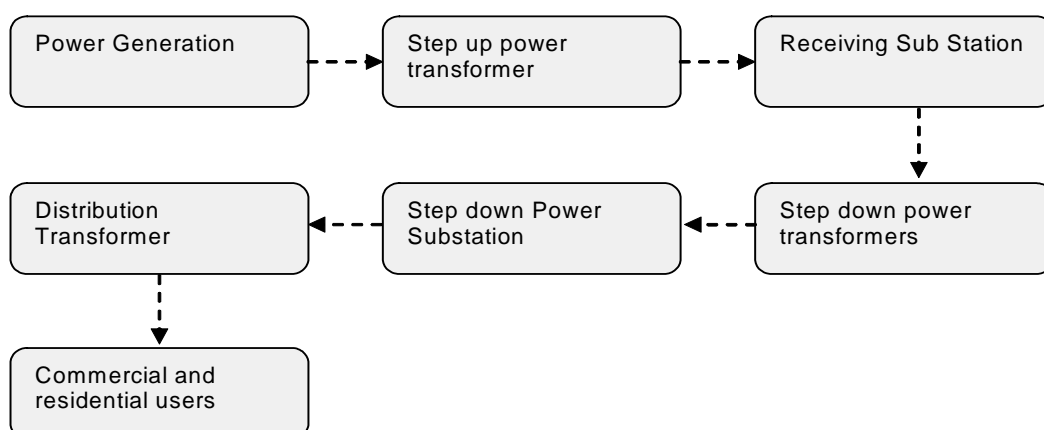 Power Generation
Step up power
transformer
Receiving Sub Station
Step down power
transformers
Step down Power
Substation
Distribution
Transformer
Commercial and
residential users